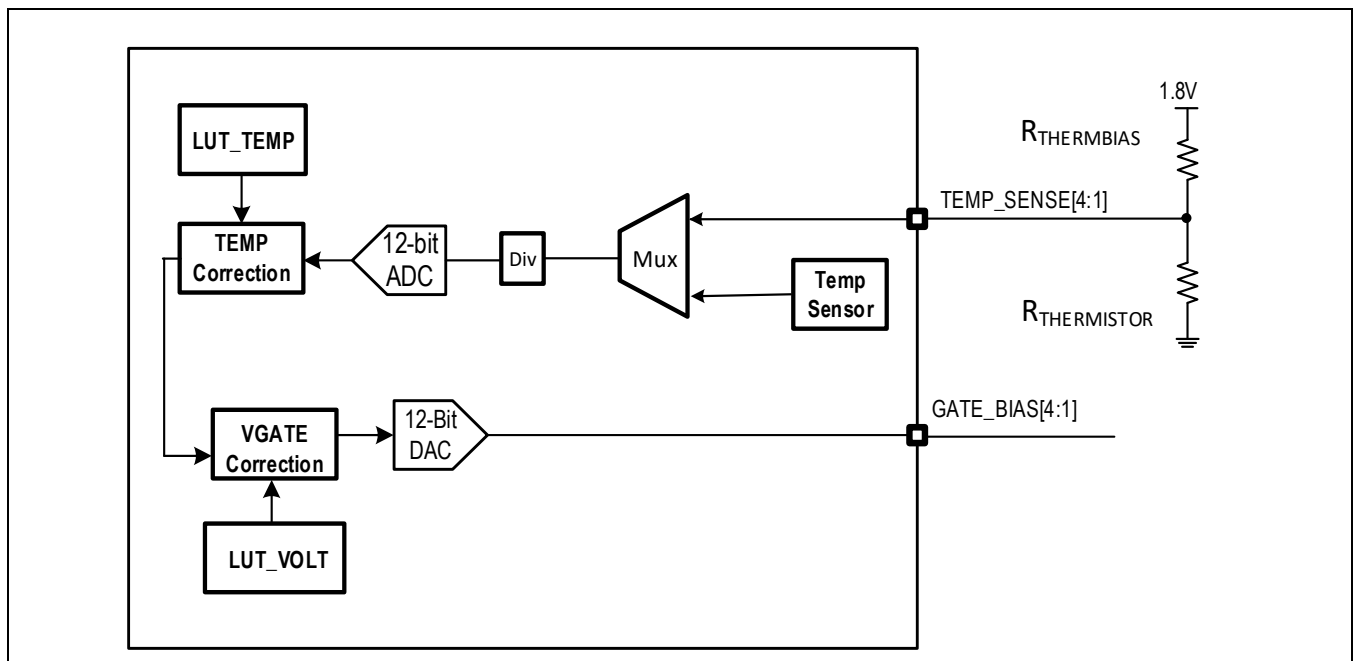 1.8V
LUT_TEMP
RTHERMBIAS
TEMP_SENSE[4:1]
TEMP
Correction
12-bit
ADC
Div
Mux
Temp
Sensor
RTHERMISTOR
GATE_BIAS[4:1]
VGATE
Correction
12-Bit
DAC
LUT_VOLT